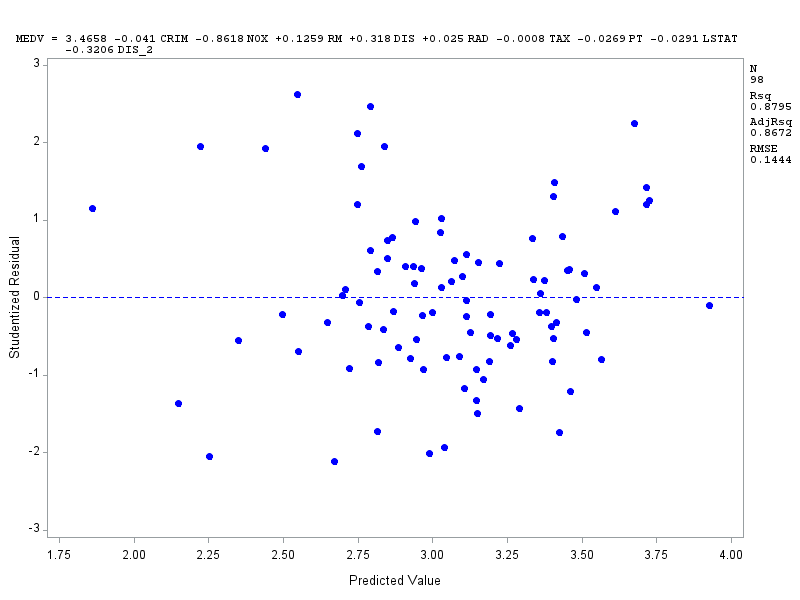 MEDV = 3.4658 -0.041 CRIM -0.8618 NOX +0.1259 RM +0.318 DIS +0.025 RAD -0.0008 TAX -0.0269 PT -0.0291 LSTAT
-0.3206 DIS_2
N
98
Rsq
0.8795
AdjRsq
0.8672
RMSE
0.1444
Studentized Residual
3
2
1
0
-1
-2
-3
1.75 2.00 2.25 2.50 2.75 3.00 3.25 3.50 3.75 4.00
Predicted Value